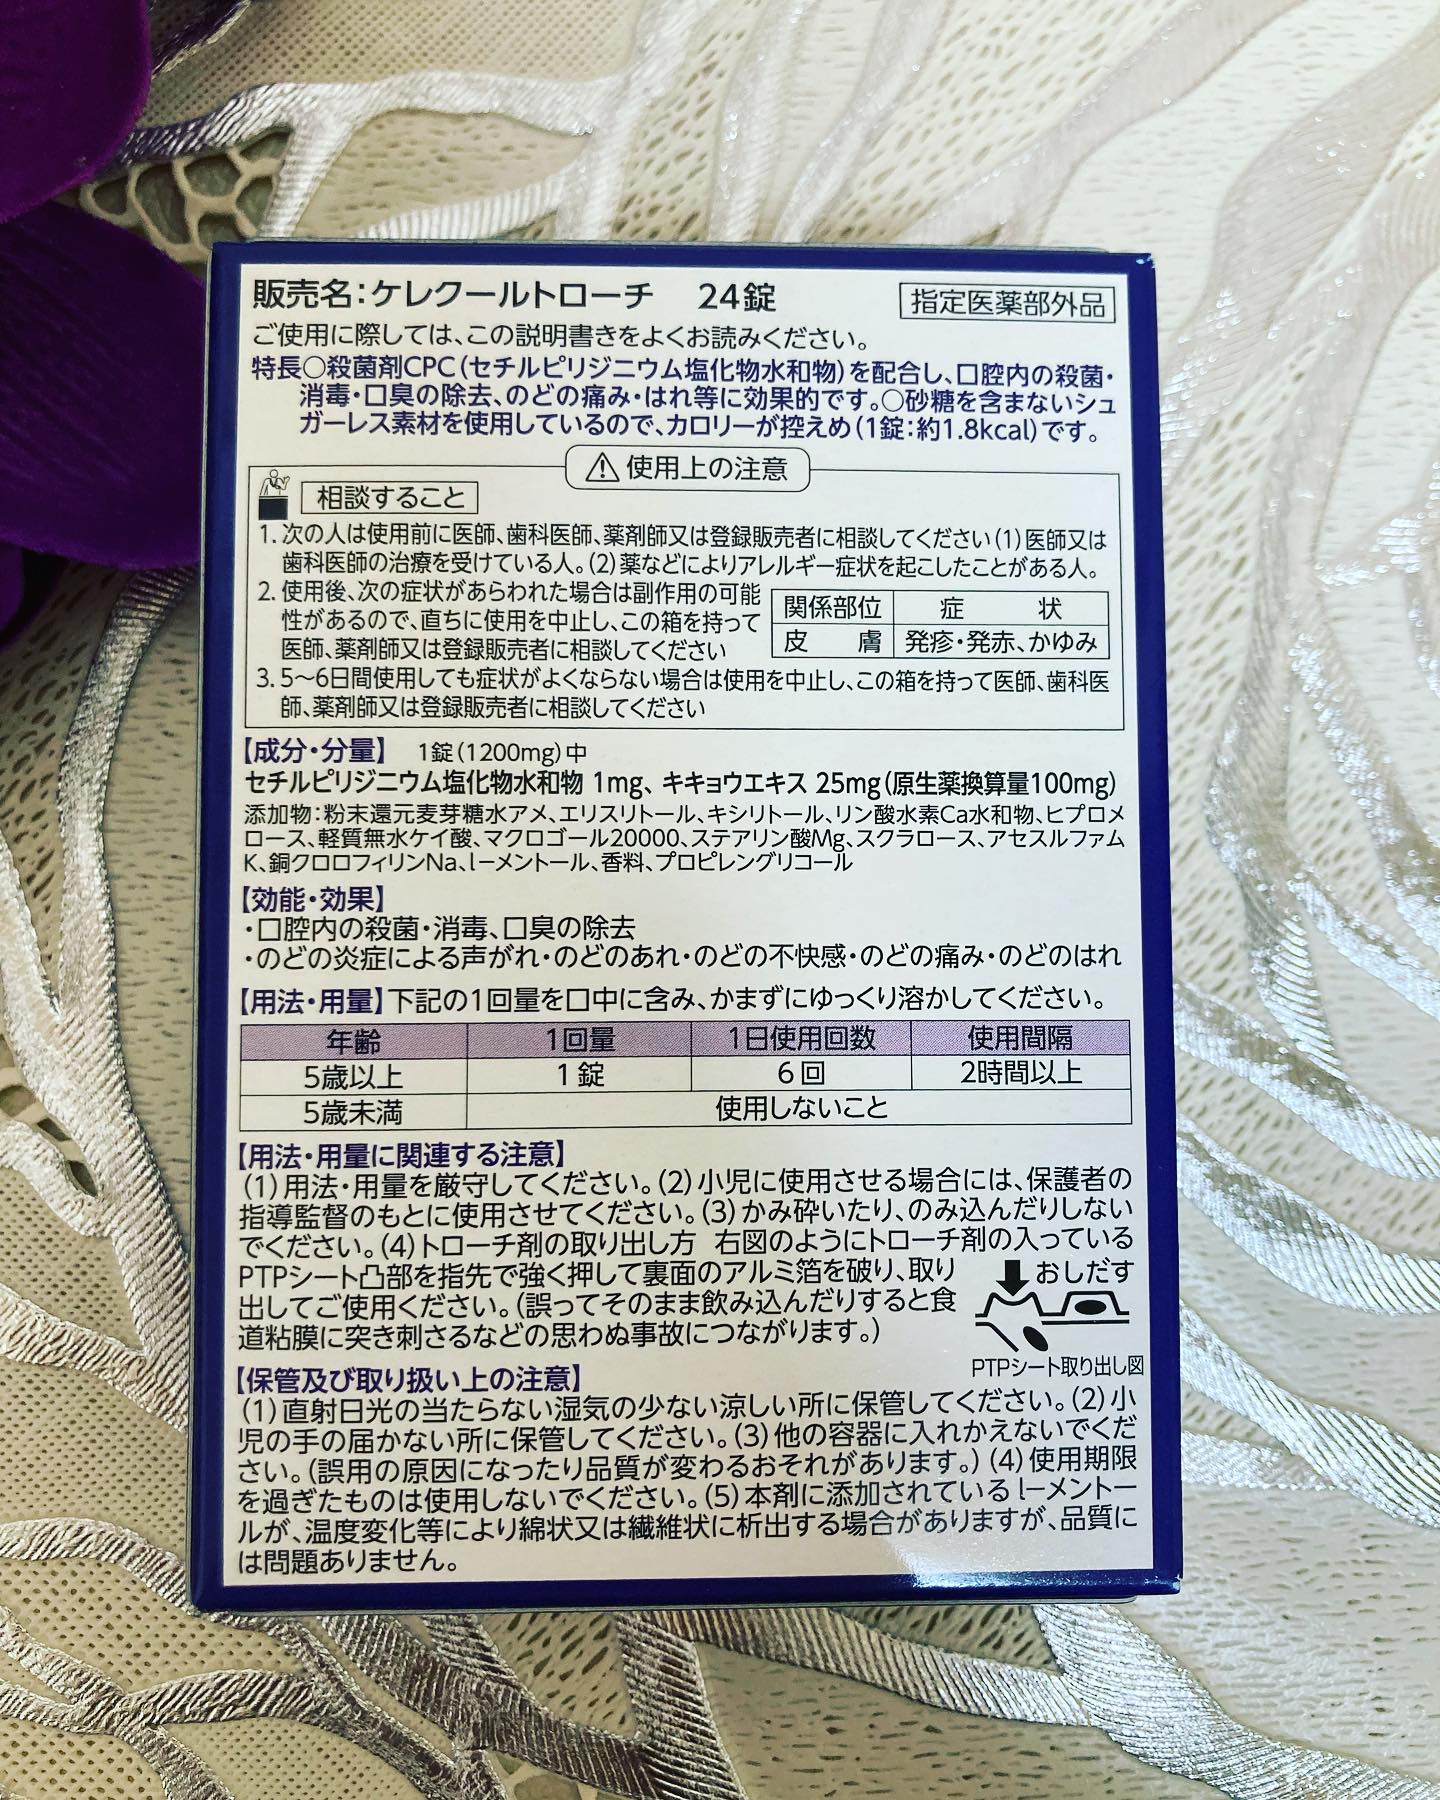 販売名:ケレクールトローチ　24錠
指定医薬部外品
ご使用に際しては、この説明書きをよくお読みください。
特長○殺菌剤CPC(セチルピリジニウム塩化物水和物)を配合し、口腔内の殺菌・
消毒・口臭の除去、のどの痛み・はれ等に効果的です。○砂糖を含まないシュ
ガーレス素材を使用しているので、カロリーが控えめ(1錠:約1.8kcal)です。
⚠使用上の注意
相談すること
1. 次の人は使用前に医師、歯科医師、薬剤師又は登録販売者に相談してください(1)医師又は
歯科医師の治療を受けている人。(2)薬などによりアレルギー症状を起こしたことがある人。
2. 使用後、次の症状があらわれた場合は副作用の可能
性があるので、直ちに使用を中止し、この箱を持って
医師、薬剤師又は登録販売者に相談してください
関係部位　症　状
皮　膚　発疹・発赤、かゆみ
3. 5〜6日間使用しても症状がよくならない場合は使用を中止し、この箱を持って医師、歯科医
師、薬剤師又は登録販売者に相談してください
【成分・分量】　1錠(1200mg)中
セチルピリジニウム塩化物水和物 1mg、キキョウエキス 25mg(原生薬換算量100mg)
添加物:粉末還元麦芽糖水アメ、エリスリトール、キシリトール、リン酸水素Ca水和物、ヒプロメ
ロース、軽質無水ケイ酸、マクロゴール20000、ステアリン酸Mg、スクラロース、アセスルファム
K、銅クロロフィリンNa、l-メントール、香料、プロピレングリコール
【効能・効果】
・口腔内の殺菌・消毒、口臭の除去
・のどの炎症による声がれ・のどのあれ・のどの不快感・のどの痛み・のどのはれ
【用法・用量】下記の1回量を口中に含み、かまずにゆっくり溶かしてください。
年齢　1回量　1日使用回数　使用間隔
5歳以上　1錠　6回　2時間以上
5歳未満　使用しないこと
【用法・用量に関連する注意】
(1)用法・用量を厳守してください。(2)小児に使用させる場合には、保護者の
指導監督のもとに使用させてください。(3)かみ砕いたり、のみ込んだりしない
でください。(4)トローチ剤の取り出し方　右図のようにトローチ剤の入っている
PTPシート凸部を指先で強く押して裏面のアルミ箔を破り、取り
出してご使用ください。(誤ってそのまま飲み込んだりすると食
道粘膜に突き刺さるなどの思わぬ事故につながります。)
おしだす
PTPシート取り出し図
【保管及び取り扱い上の注意】
(1)直射日光の当たらない湿気の少ない涼しい所に保管してください。(2)小
児の手の届かない所に保管してください。(3)他の容器に入れかえないでくだ
さい。(誤用の原因になったり品質が変わるおそれがあります。)(4)使用期限
を過ぎたものは使用しないでください。(5)本剤に添加されているl-メントー
ルが、温度変化等により綿状又は繊維状に析出する場合がありますが、品質に
は問題ありません。